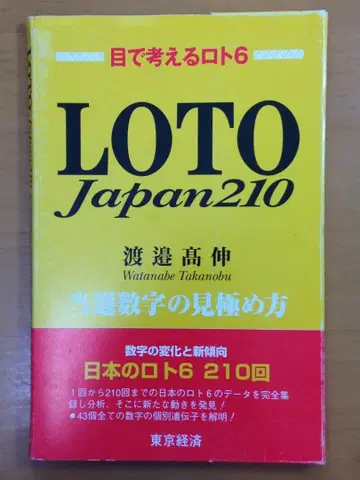 目で考えるロト6
LOTO
Japan210
渡邉髙伸
Watanabe Takanobu
当選数字の見極め方
数字の変化と新傾向
日本のロト6 210回
1回から210回までの日本のロト6のデータを完全集
録し分析、そこに新たな動きを発見!
●43個全ての数字の個別遺伝子を解明!
東京経済